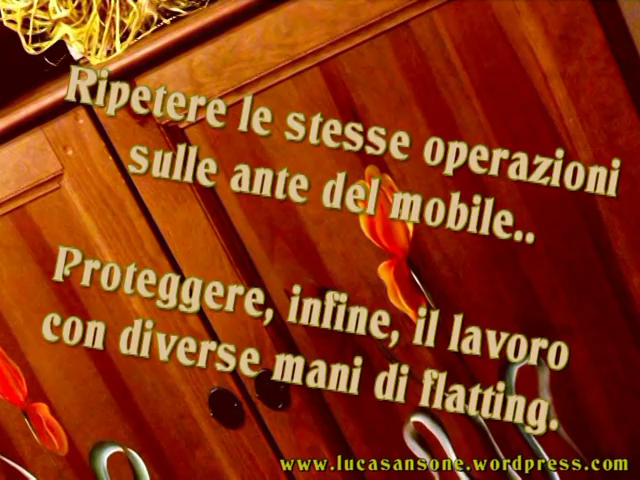 Ripetere le stesse operazioni
sulle ante del mobile..
Proteggere, infine, il lavoro
con diverse mani di flatting.
www.lucasansone.wordpress.com